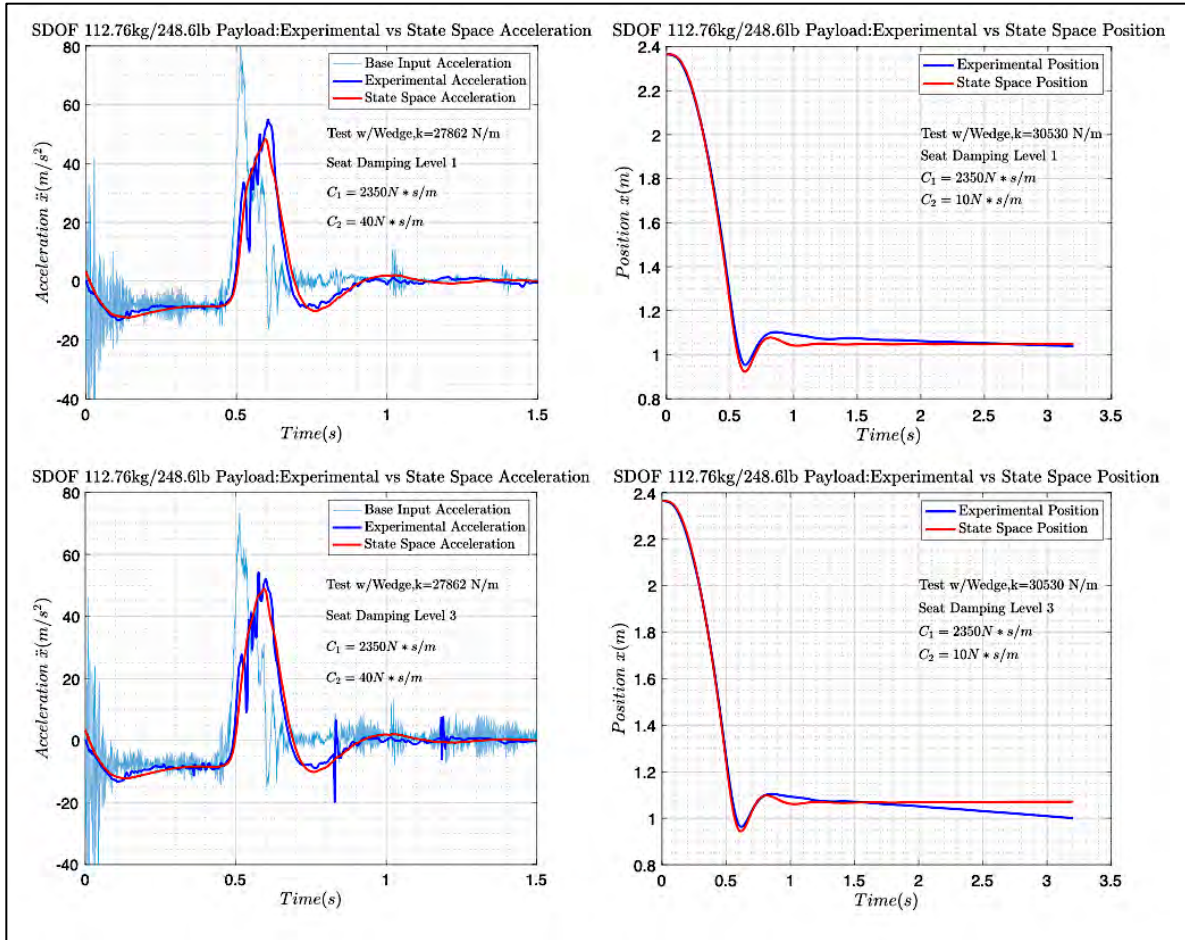 SDOF 112.76kg/248.6lb Payload:Experimental vs State Space Acceleration
80
60
40
20
0
-20
-40
Acceleration ẍ(m/s²)
Base Input Acceleration
Experimental Acceleration
State Space Acceleration
Test w/Wedge,k=27862 N/m
Seat Damping Level 1
C₁ = 2350N * s/m
C₂ = 40N * s/m
0 0.5 1 1.5
Time(s)
SDOF 112.76kg/248.6lb Payload:Experimental vs State Space Position
2.4
2.2
2
1.8
1.6
1.4
1.2
1
0.8
Position x(m)
Experimental Position
State Space Position
Test w/Wedge,k=30530 N/m
Seat Damping Level 1
C₁ = 2350N * s/m
C₂ = 10N * s/m
0 0.5 1 1.5 2 2.5 3 3.5
Time(s)
SDOF 112.76kg/248.6lb Payload:Experimental vs State Space Acceleration
80
60
40
20
0
-20
-40
Acceleration ẍ(m/s²)
Base Input Acceleration
Experimental Acceleration
State Space Acceleration
Test w/Wedge,k=27862 N/m
Seat Damping Level 3
C₁ = 2350N * s/m
C₂ = 40N * s/m
0 0.5 1 1.5
Time(s)
SDOF 112.76kg/248.6lb Payload:Experimental vs State Space Position
2.4
2.2
2
1.8
1.6
1.4
1.2
1
0.8
Position x(m)
Experimental Position
State Space Position
Test w/Wedge,k=30530 N/m
Seat Damping Level 3
C₁ = 2350N * s/m
C₂ = 10N * s/m
0 0.5 1 1.5 2 2.5 3 3.5
Time(s)